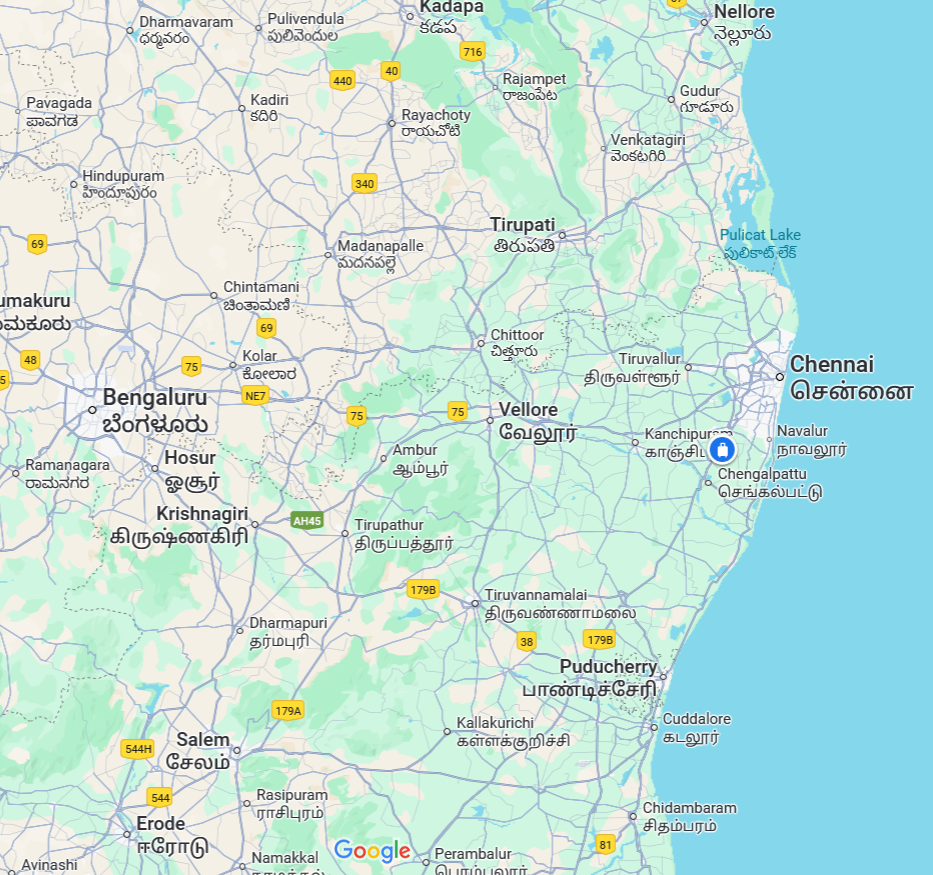 Kadapa
కడప
Nellore
నెల్లూరు
Dharmavaram
ధర్మవరం
Pulivendula
పులివెందుల
716
40
440
Rajampet
రాజంపేట
Gudur
గూడూరు
Pavagada
ಪಾವಗಡ
Kadiri
కదిరి
Rayachoty
రాయచోటి
Venkatagiri
వెంకటగిరి
Hindupuram
హిందూపురం
340
Tirupati
తిరుపతి
Pulicat Lake
పులికాట్ లేక్
69
Madanapalle
మదనపల్లె
Chintamani
ಚಿಂತಾಮಣಿ
umakuru
ಮಕೂರು
69
Chittoor
చిత్తూరు
48
75
Kolar
ಕೋಲಾರ
Tiruvallur
திருவள்ளூர்
Chennai
சென்னை
5
NE7
Bengaluru
ಬೆಂಗಳೂರು
75
75
Vellore
வேலூர்
Kanchipuram
காஞ்சிபு
Navalur
நாவலூர்
Ambur
ஆம்பூர்
Ramanagara
ರಾಮನಗರ
Hosur
ஓசூர்
Chengalpattu
செங்கல்பட்டு
Krishnagiri
கிருஷ்ணகிரி
AH45
Tirupathur
திருப்பத்தூர்
179B
Tiruvannamalai
திருவண்ணாமலை
Dharmapuri
தர்மபுரி
38
179B
Puducherry
பாண்டிச்சேரி
179A
Kallakurichi
கள்ளக்குறிச்சி
Cuddalore
கடலூர்
544H
Salem
சேலம்
544
Rasipuram
ராசிபுரம்
Chidambaram
சிதம்பரம்
Erode
ஈரோடு
81
Google
Avinashi
Namakkal
நாமக்கல்
Perambalur
பெரம்பலூர்